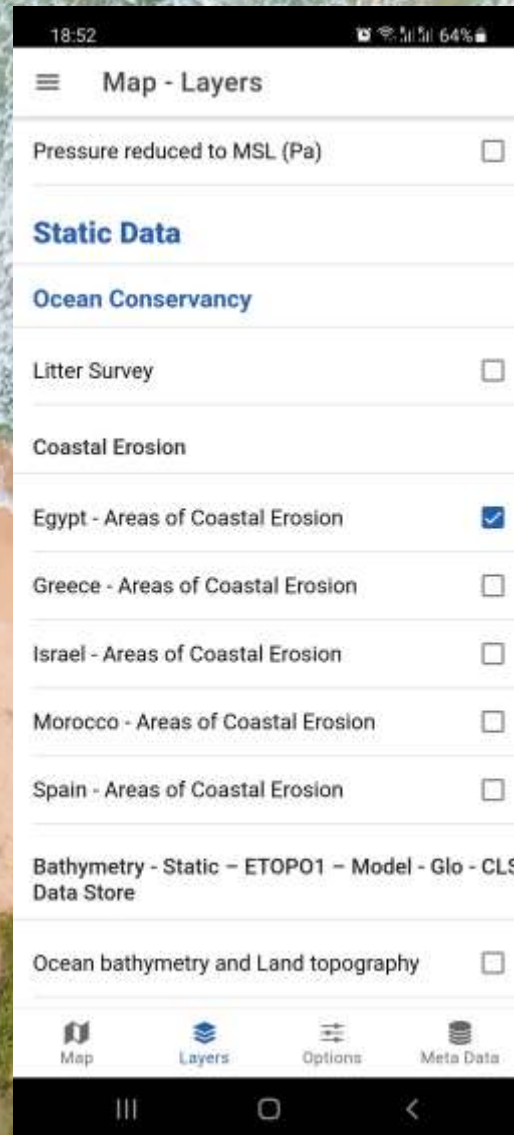 18:52 64%
Map - Layers
Pressure reduced to MSL (Pa)
Static Data
Ocean Conservancy
Litter Survey
Coastal Erosion
Egypt - Areas of Coastal Erosion
Greece - Areas of Coastal Erosion
Israel - Areas of Coastal Erosion
Morocco - Areas of Coastal Erosion
Spain - Areas of Coastal Erosion
Bathymetry - Static – ETOPO1 – Model - Glo - CLS
Data Store
Ocean bathymetry and Land topography
Map Layers Options Meta Data